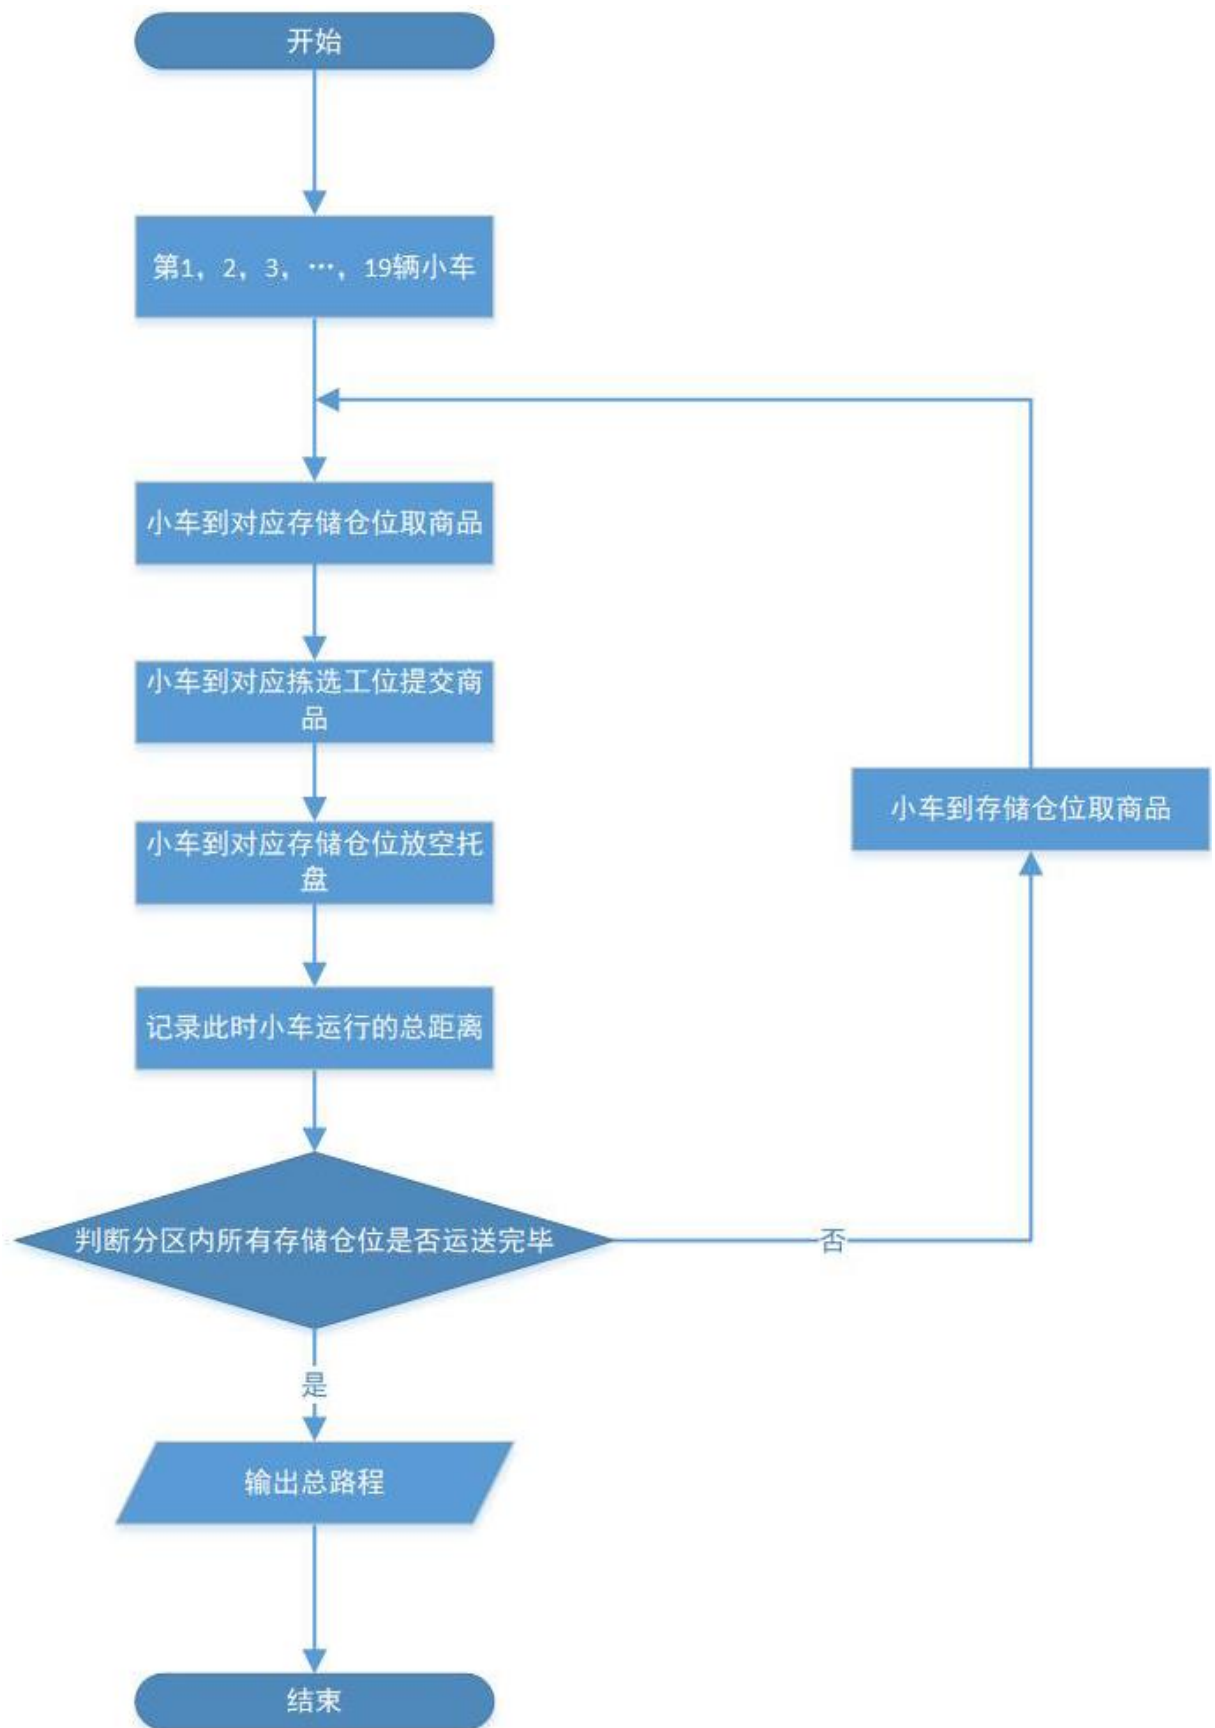 开始
第1，2，3，…，19辆小车
小车到对应存储仓位取商品
小车到对应拣选工位提交商
品
小车到对应存储仓位放空托
盘
小车到存储仓位取商品
记录此时小车运行的总距离
判断分区内所有存储仓位是否运送完毕
否
是
输出总路程
结束